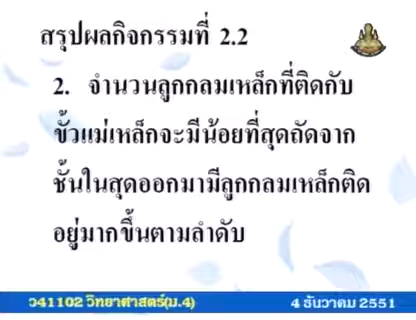 สรุปผลกิจกรรมที่ 2.2
2. จำนวนลูกกลมเหล็กที่ติดกับ
ขั้วแม่เหล็กจะมีน้อยที่สุดถัดจาก
ชั้นในสุดออกมามีลูกกลมเหล็กติด
อยู่มากขึ้นตามลำดับ
ว41102 วิทยาศาสตร์(ม.4) 4 ธันวาคม 2551